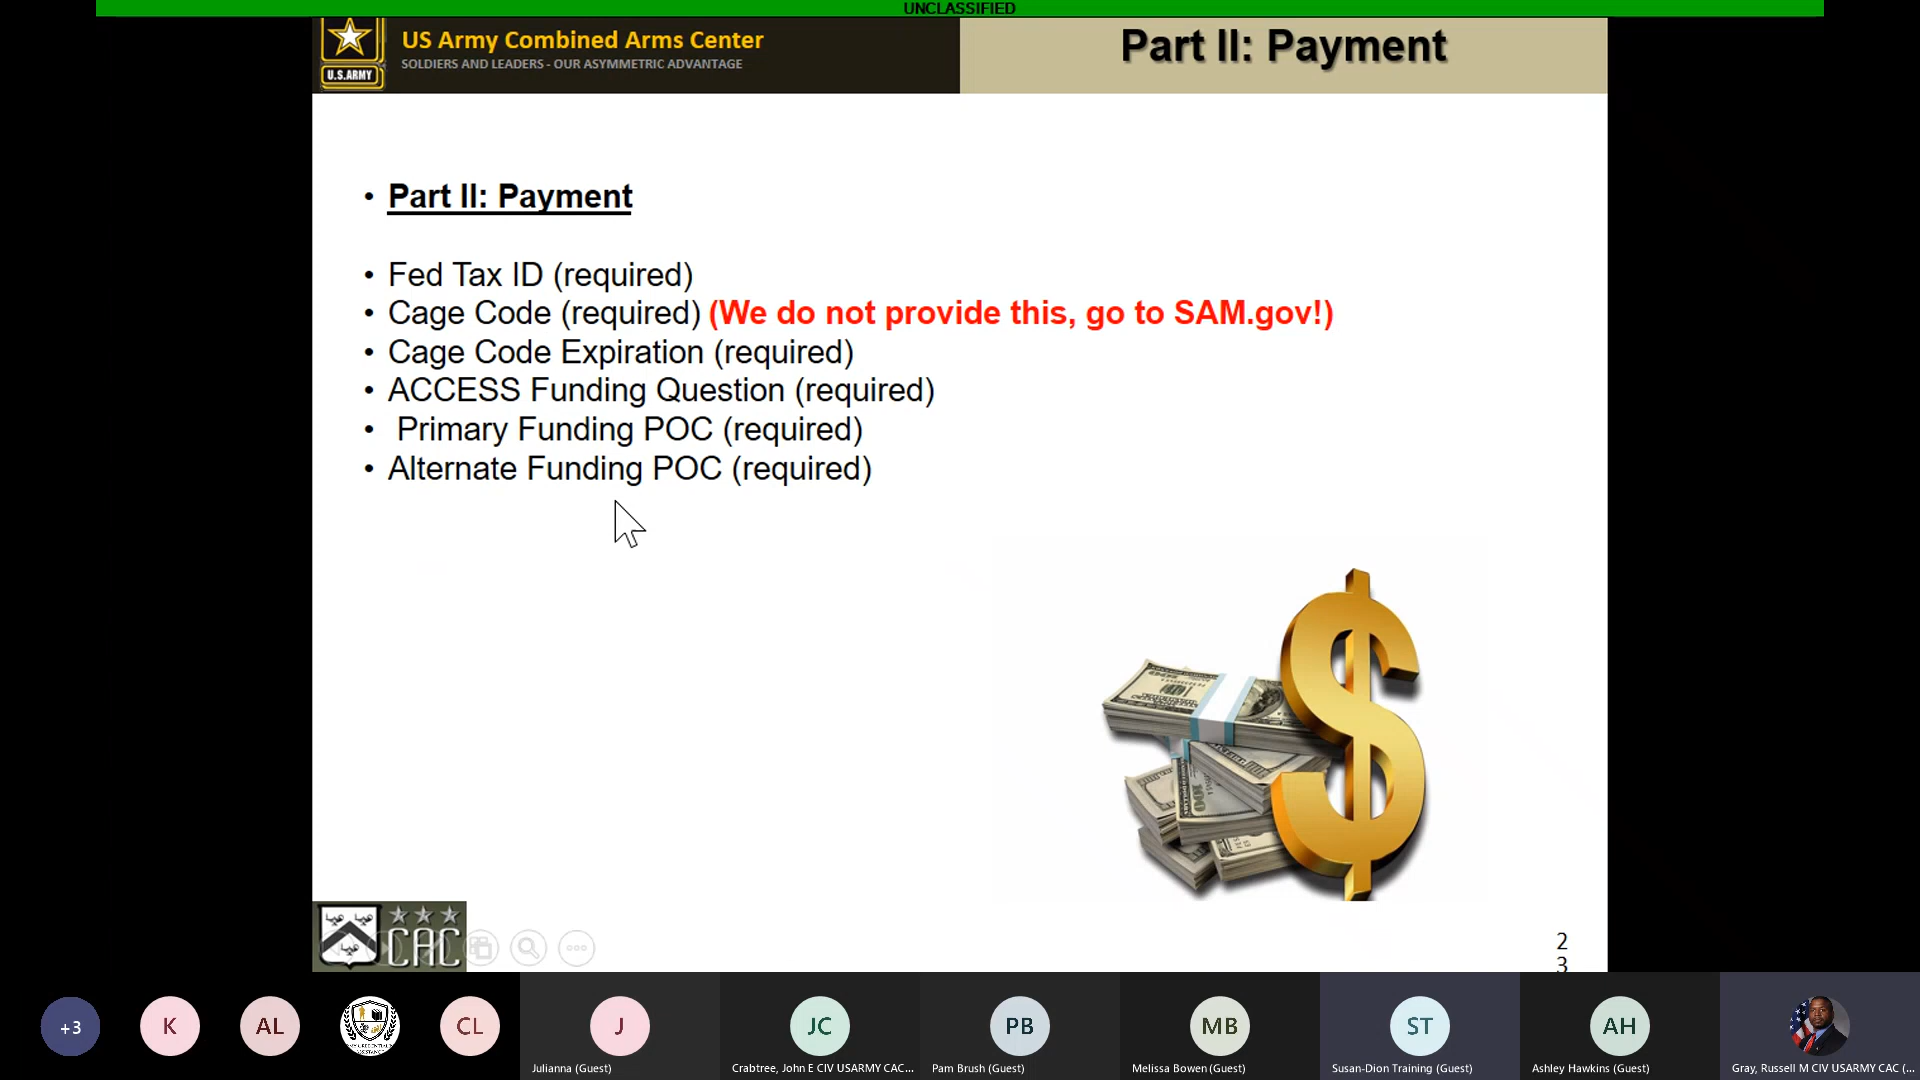 UNCLASSIFIED
U.S.ARMY
US Army Combined Arms Center
SOLDIERS AND LEADERS - OUR ASYMMETRIC ADVANTAGE
Part II: Payment
• Part II: Payment
• Fed Tax ID (required)
• Cage Code (required) (We do not provide this, go to SAM.gov!)
• Cage Code Expiration (required)
• ACCESS Funding Question (required)
• Primary Funding POC (required)
• Alternate Funding POC (required)
CAC
2
3
+3
K
AL
CL
J
JC
PB
MB
ST
AH
Julianna (Guest)
Crabtree, John E CIV USARMY CAC...
Pam Brush (Guest)
Melissa Bowen (Guest)
Susan-Dion Training (Guest)
Ashley Hawkins (Guest)
Gray, Russell M CIV USARMY CAC (...